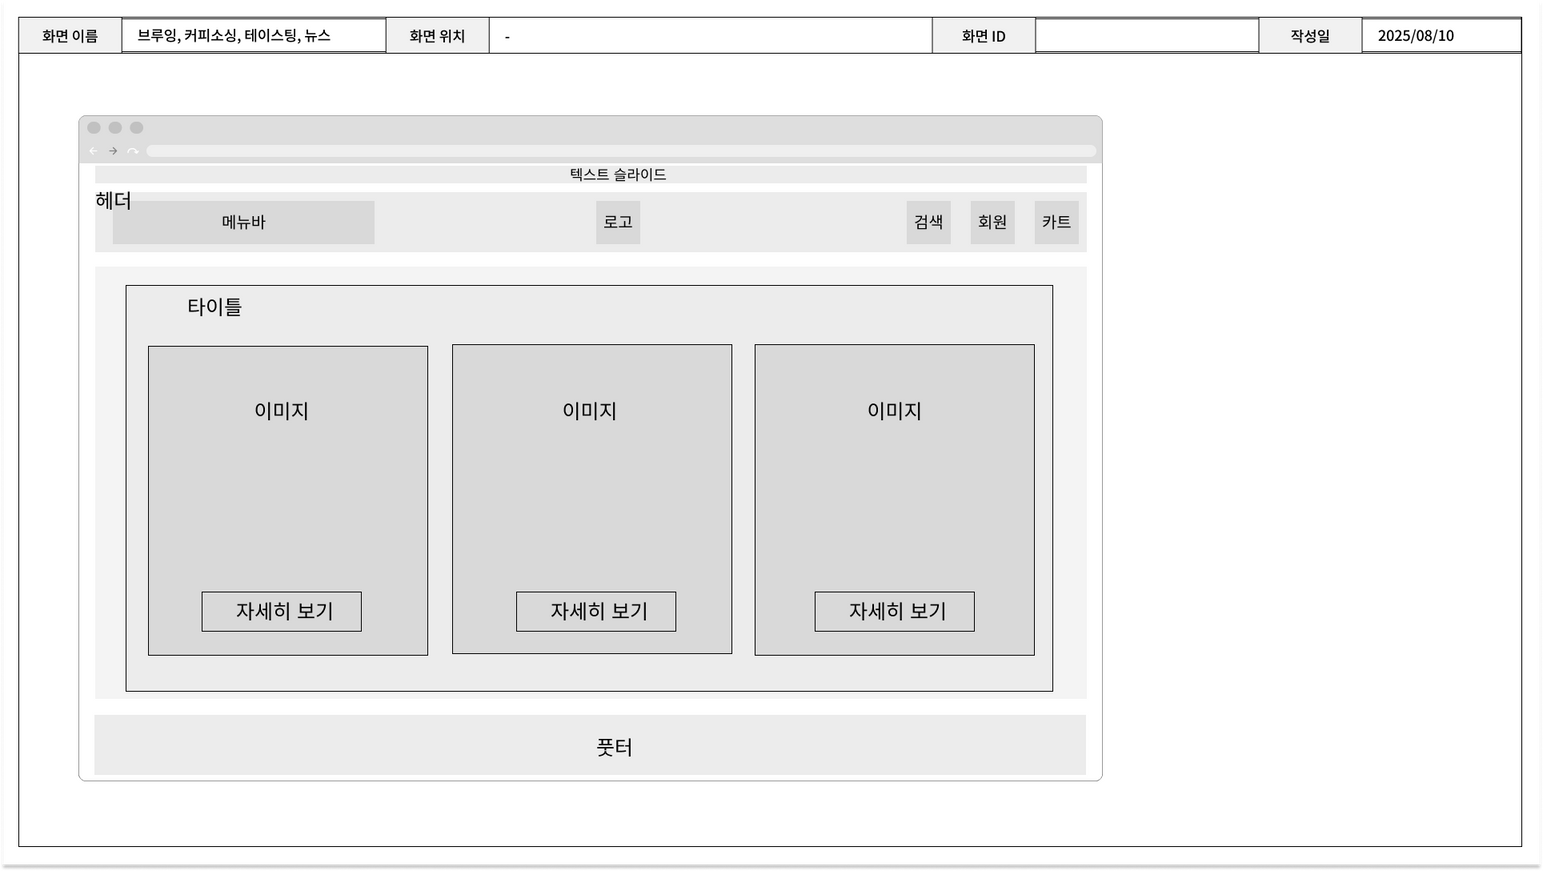 화면 이름 브루잉, 커피소싱, 테이스팅, 뉴스 화면 위치 - 화면 ID 작성일 2025/08/10
텍스트 슬라이드
헤더
메뉴바 로고 검색 회원 카트
타이틀
이미지 이미지 이미지
자세히 보기 자세히 보기 자세히 보기
풋터